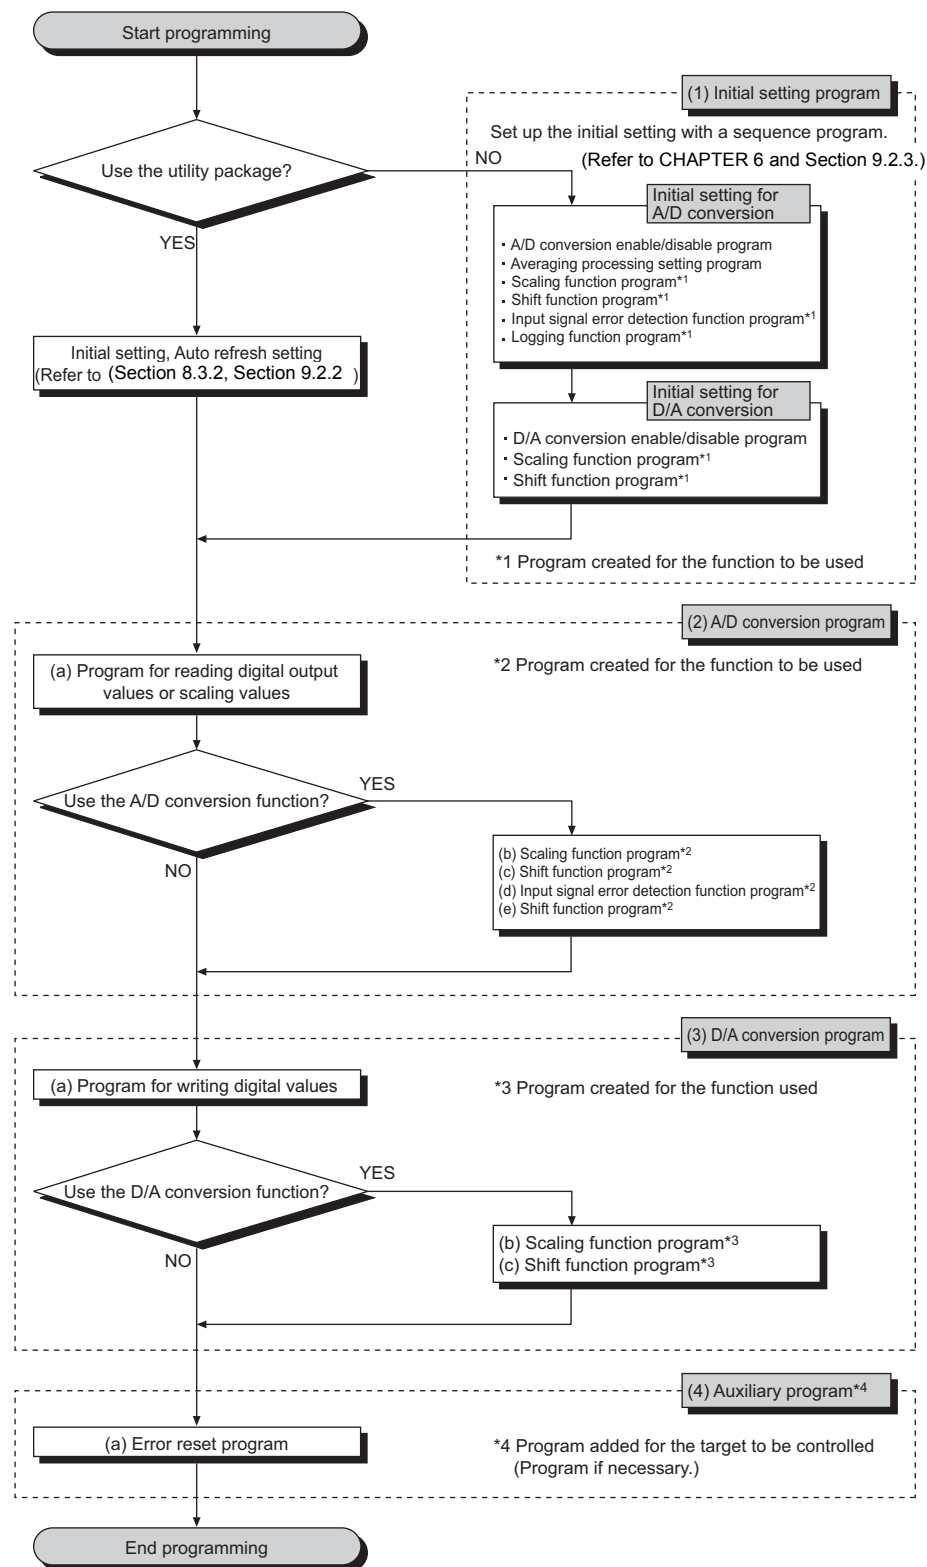 Start programming
(1) Initial setting program
Set up the initial setting with a sequence program.
(Refer to CHAPTER 6 and Section 9.2.3.)
Use the utility package?
NO
YES
Initial setting for
A/D conversion
· A/D conversion enable/disable program
· Averaging processing setting program
· Scaling function program*1
· Shift function program*1
· Input signal error detection function program*1
· Logging function program*1
Initial setting, Auto refresh setting
(Refer to (Section 8.3.2, Section 9.2.2 )
Initial setting for
D/A conversion
· D/A conversion enable/disable program
· Scaling function program*1
· Shift function program*1
*1 Program created for the function to be used
(2) A/D conversion program
(a) Program for reading digital output
values or scaling values
*2 Program created for the function to be used
Use the A/D conversion function?
YES
NO
(b) Scaling function program*2
(c) Shift function program*2
(d) Input signal error detection function program*2
(e) Shift function program*2
(3) D/A conversion program
(a) Program for writing digital values
*3 Program created for the function used
Use the D/A conversion function?
YES
NO
(b) Scaling function program*3
(c) Shift function program*3
(4) Auxiliary program*4
(a) Error reset program
*4 Program added for the target to be controlled
(Program if necessary.)
End programming